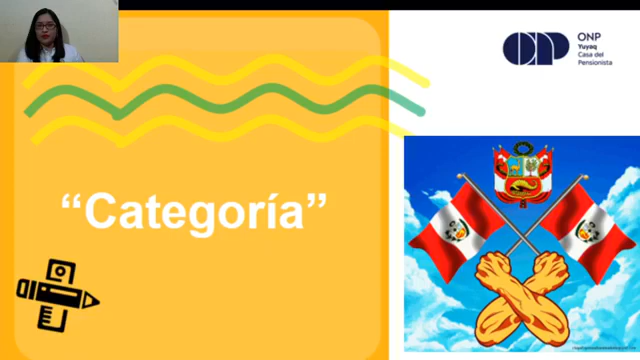 ONP
Yuyaq
Casa del
Pensionista
“Categoría”